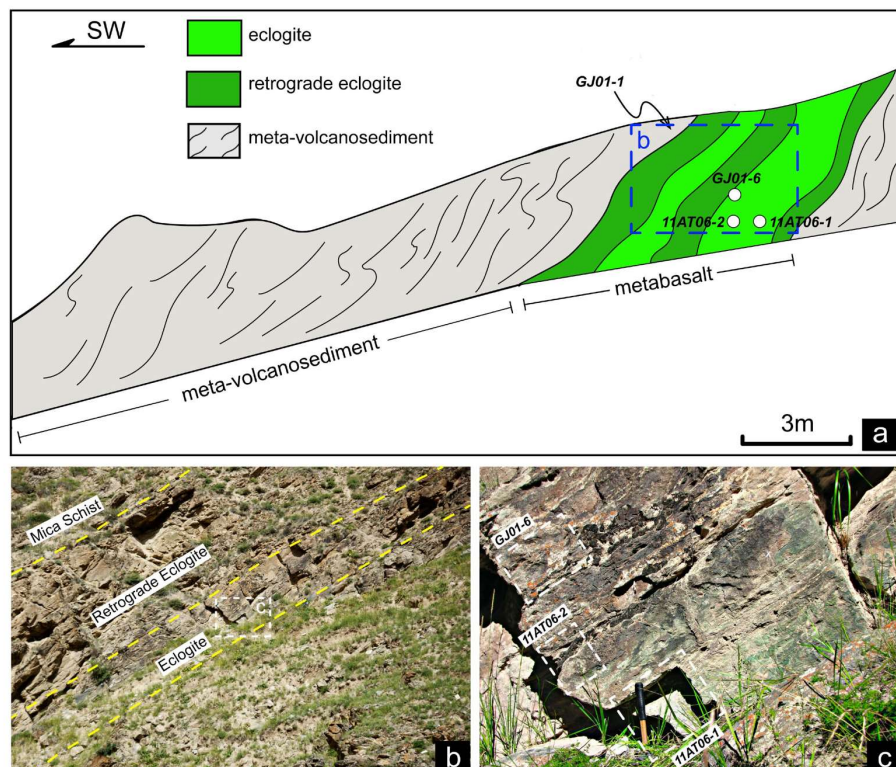 SW
eclogite
retrograde eclogite
meta-volcanosediment
GJ01-1
b
GJ01-6
11AT06-2
11AT06-1
metabasalt
meta-volcanosediment
3m
a
Mica Schist
Retrograde Eclogite
c
Eclogite
b
GJ01-6
11AT06-2
11AT06-1
c